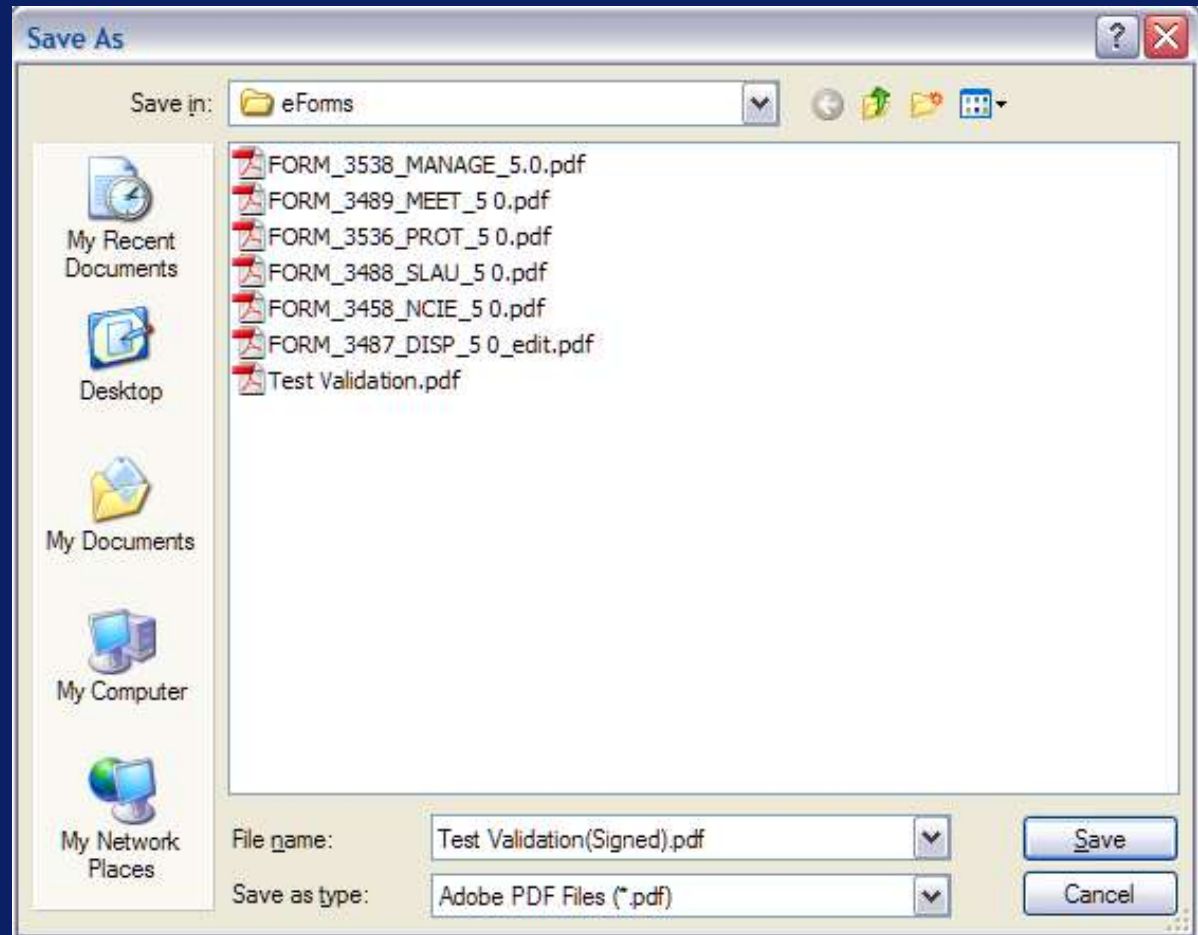 Save As
?
Save in:
eForms
FORM_3538_MANAGE_5.0.pdf
FORM_3489_MEET_5 0.pdf
FORM_3536_PROT_5 0.pdf
FORM_3488_SLAU_5 0.pdf
FORM_3458_NCIE_5 0.pdf
FORM_3487_DISP_5 0_edit.pdf
Test Validation.pdf
My Recent
Documents
Desktop
My Documents
My Computer
My Network
Places
File name:
Test Validation(Signed).pdf
Save
Save as type:
Adobe PDF Files (*.pdf)
Cancel